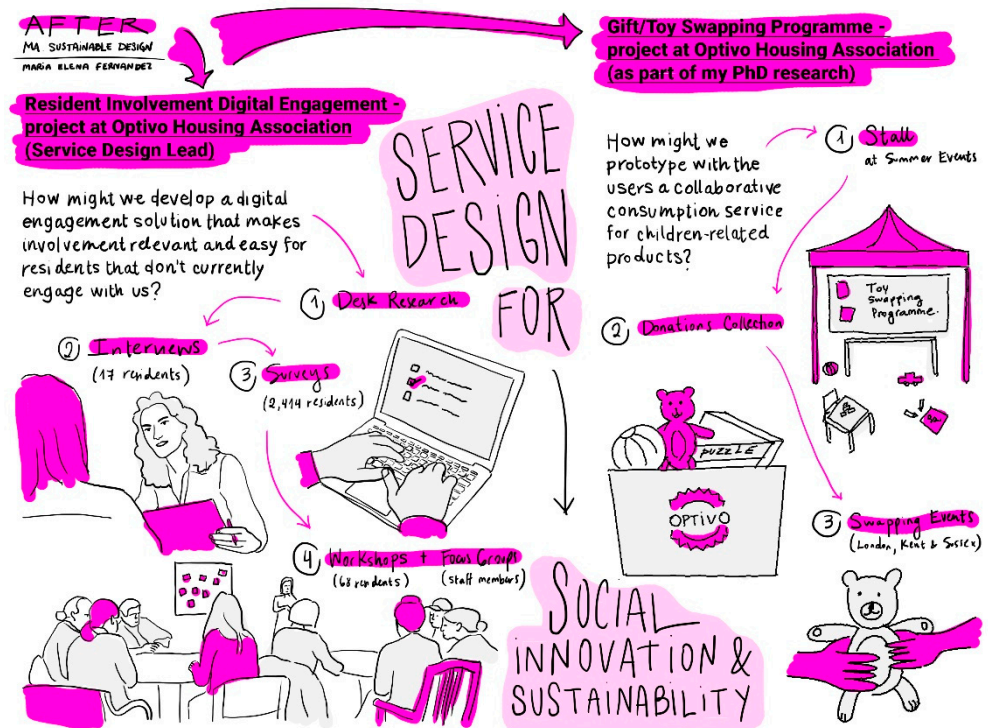 AFTER
MA SUSTAINABLE DESIGN
MARÍA ELENA FERNANDEZ
Resident Involvement Digital Engagement -
project at Optivo Housing Association
(Service Design Lead)
How might we develop a digital
engagement solution that makes
involvement relevant and easy for
residents that don't currently
engage with us?
1 Desk Research
2 Interviews
(17 residents)
3 Surveys
(2,414 residents)
4 Workshops + Focus Groups
(68 residents) (staff members)
SERVICE
DESIGN
FOR
SOCIAL
INNOVATION &
SUSTAINABILITY
Gift/Toy Swapping Programme -
project at Optivo Housing Association
(as part of my PhD research)
How might we
prototype with the
users a collaborative
consumption service
for children-related
products?
1 Stall
at Summer Events
Toy
Swapping
Programme.
2 Donations Collection
PUZZLE
OPTIVO
3 Swapping Events
(London, Kent & Sussex)